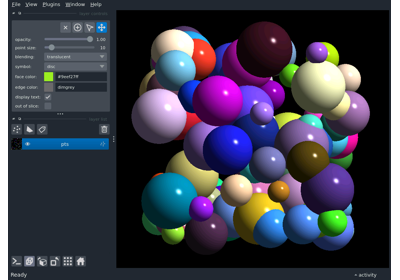 File View Plugins Window Help
layer controls
opacity: 1.00
point size: 10
blending: translucent
symbol: disc
face color: #9eef27ff
edge color: dimgrey
display text: ✓
out of slice:
layer list
pts
Ready
activity